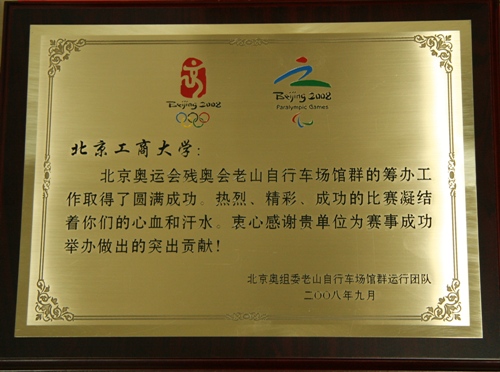 Beijing 2008
Beijing 2008
Paralympic Games
北京工商大学：
北京奥运会残奥会老山自行车场馆群的筹办工
作取得了圆满成功。热烈、精彩、成功的比赛凝结
着你们的心血和汗水。衷心感谢贵单位为赛事成功
举办做出的突出贡献！
北京奥组委老山自行车场馆群运行团队
二〇〇八年九月